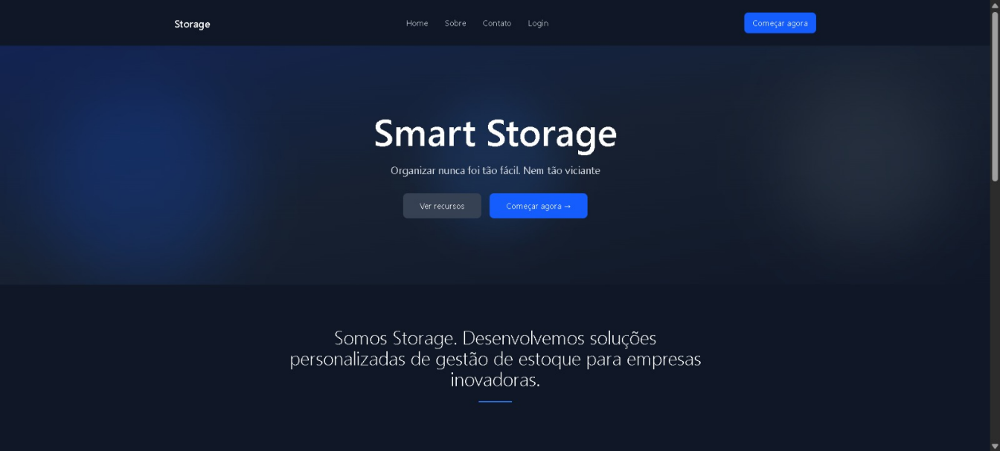 Storage
Home
Sobre
Contato
Login
Começar agora
Smart Storage
Organizar nunca foi tão fácil. Nem tão viciante
Ver recursos
Começar agora →
Somos Storage. Desenvolvemos soluções
personalizadas de gestão de estoque para empresas
inovadoras.